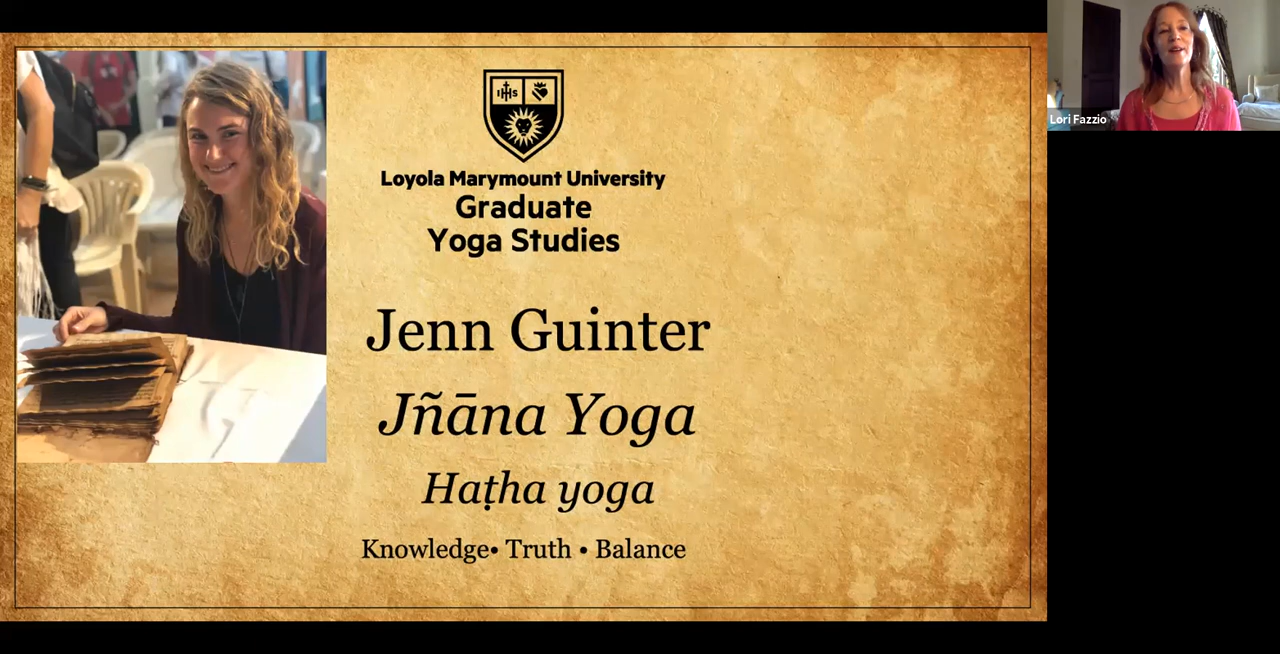 IHS
Loyola Marymount University
Graduate
Yoga Studies
Jenn Guinter
Jñāna Yoga
Haṭha yoga
Knowledge• Truth • Balance
Lori Fazzio